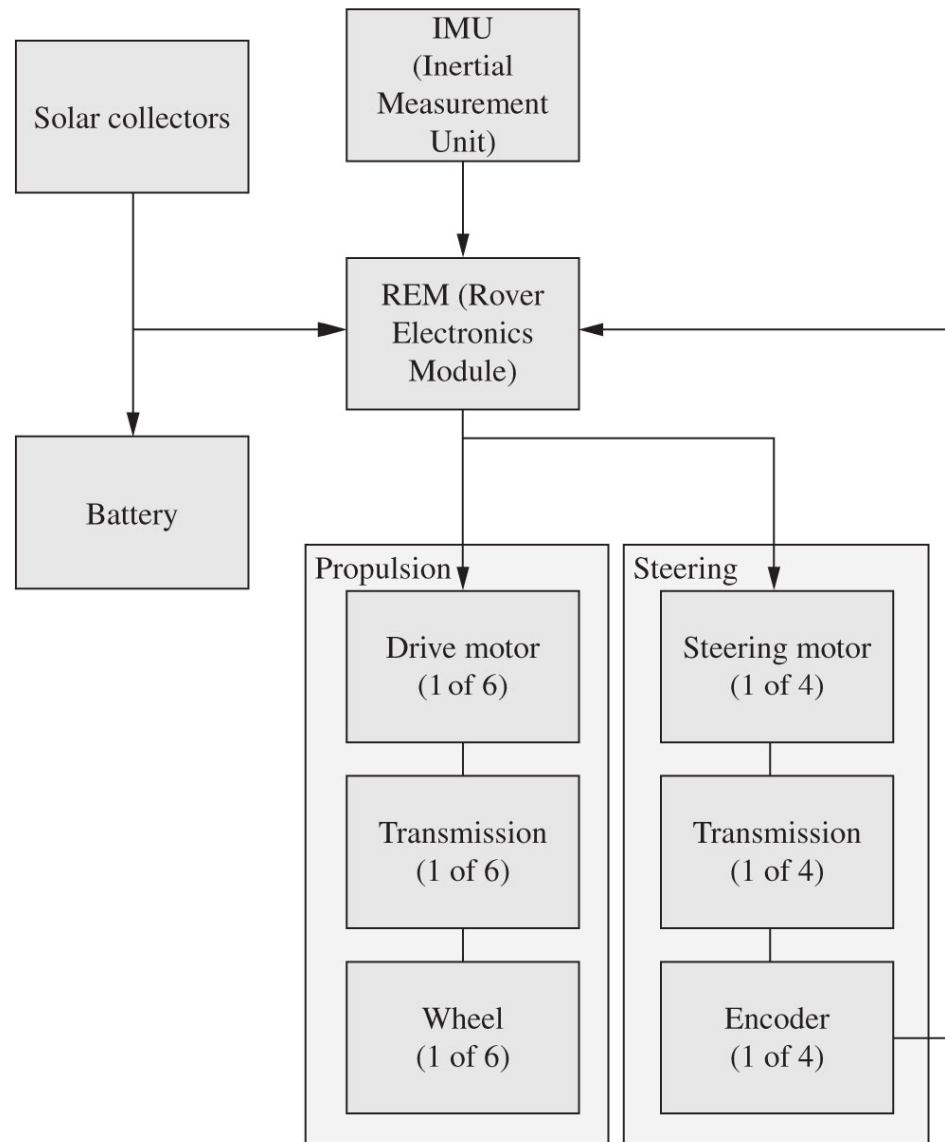 Solar collectors
IMU
(Inertial
Measurement
Unit)
REM (Rover
Electronics
Module)
Battery
Propulsion
Drive motor
(1 of 6)
Transmission
(1 of 6)
Wheel
(1 of 6)
Steering
Steering motor
(1 of 4)
Transmission
(1 of 4)
Encoder
(1 of 4)